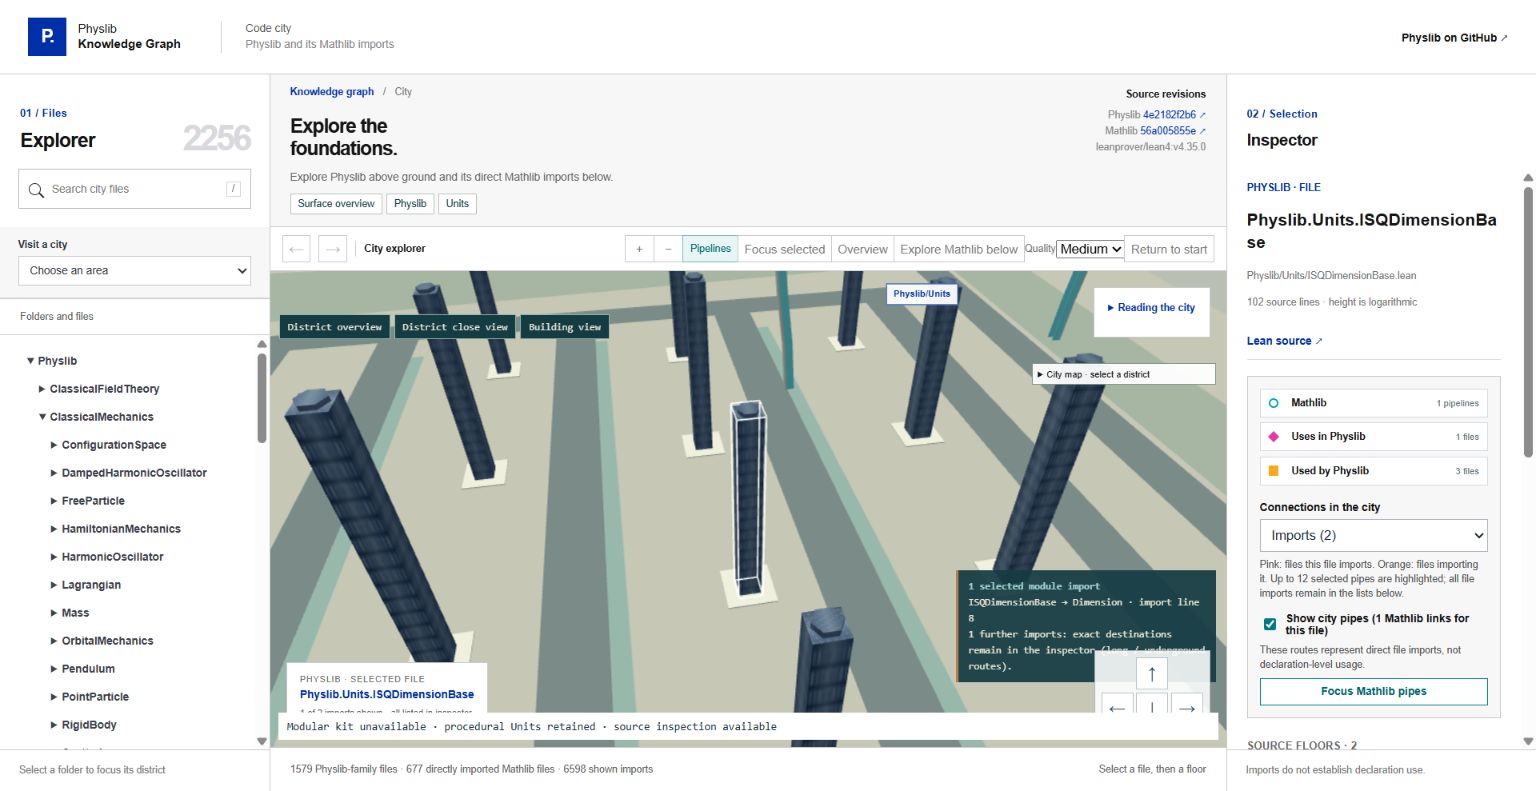 P.
Physlib
Knowledge Graph
Code city
Physlib and its Mathlib imports
Physlib on GitHub ↗
01 / Files
Explorer
2256
Search city files
/
Visit a city
Choose an area
Folders and files
▼ Physlib
▶ ClassicalFieldTheory
▼ ClassicalMechanics
▶ ConfigurationSpace
▶ DampedHarmonicOscillator
▶ FreeParticle
▶ HamiltonianMechanics
▶ HarmonicOscillator
▶ Lagrangian
▶ Mass
▶ OrbitalMechanics
▶ Pendulum
▶ PointParticle
▶ RigidBody
Select a folder to focus its district
Knowledge graph / City
Explore the
foundations.
Explore Physlib above ground and its direct Mathlib imports below.
Surface overview
Physlib
Units
Source revisions
Physlib 4e2182f2b6 ↗
Mathlib 56a005855e ↗
leanprover/lean4:v4.35.0
←
→
City explorer
+
−
Pipelines
Focus selected
Overview
Explore Mathlib below
Quality
Medium
Return to start
Physlib/Units
▶ Reading the city
District overview
District close view
Building view
▶ City map · select a district
1 selected module import
ISQDimensionBase → Dimension · import line
8
1 further imports: exact destinations
remain in the inspector (long / underground
routes).
↑
←
↓
→
PHYSLIB · SELECTED FILE
Physlib.Units.ISQDimensionBase
1 of 2 imports shown · all listed in inspector
Modular kit unavailable · procedural Units retained · source inspection available
1579 Physlib-family files · 677 directly imported Mathlib files · 6598 shown imports
Select a file, then a floor
02 / Selection
Inspector
PHYSLIB · FILE
Physlib.Units.ISQDimensionBa
se
Physlib/Units/ISQDimensionBase.lean
102 source lines · height is logarithmic
Lean source ↗
Mathlib
1 pipelines
Uses in Physlib
1 files
Used by Physlib
3 files
Connections in the city
Imports (2)
Pink: files this file imports. Orange: files importing
it. Up to 12 selected pipes are highlighted; all file
imports remain in the lists below.
Show city pipes (1 Mathlib links for
this file)
These routes represent direct file imports, not
declaration-level usage.
Focus Mathlib pipes
SOURCE FLOORS · 2
Imports do not establish declaration use.